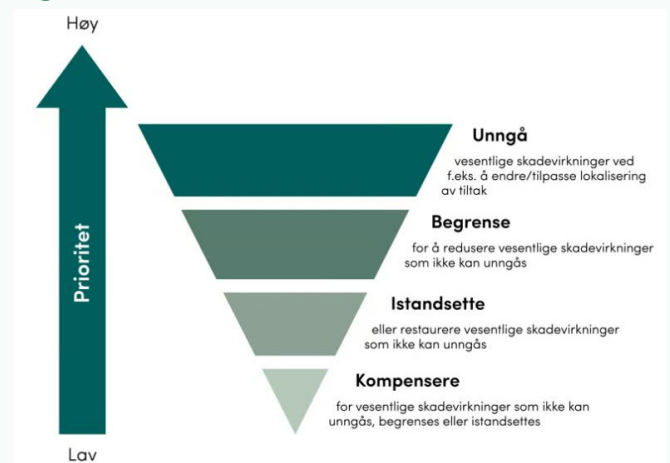 Høy
Unngå
vesentlige skadevirkninger ved
f.eks. å endre/tilpasse lokalisering
av tiltak
Begrense
for å redusere vesentlige skadevirkninger
som ikke kan unngås
Prioritet
Istandsette
eller restaurere vesentlige skadevirkninger
som ikke kan unngås
Kompensere
for vesentlige skadevirkninger som ikke kan
unngås, begrenses eller istandsettes
Lav